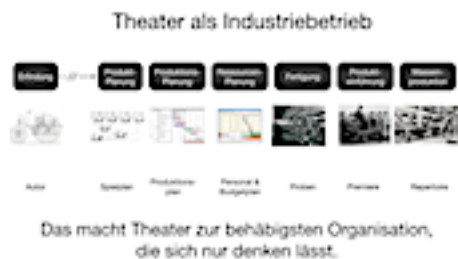 Theater als Industriebetrieb
Erfindung
Produkt-
Planung
Produktions-
Planung
Ressourcen-
Planung
Fertigung
Produkt-
einführung
Massen-
produktion
Autor
Spielplan
Produktions-
plan
Personal &
Budgetplan
Proben
Premiere
Repertoire
Das macht Theater zur behäbigsten Organisation,
die sich nur denken lässt.